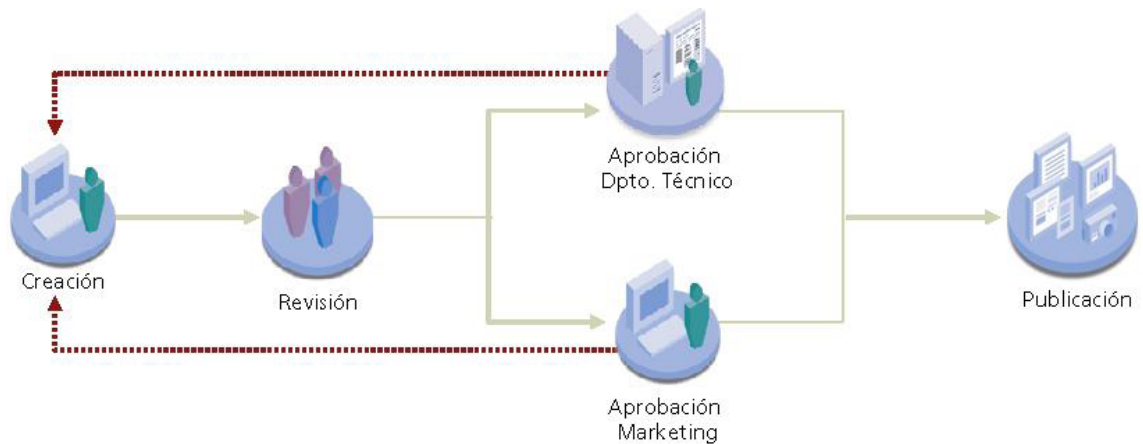 Creación
Revisión
Aprobación
Dpto. Técnico
Aprobación
Marketing
Publicación